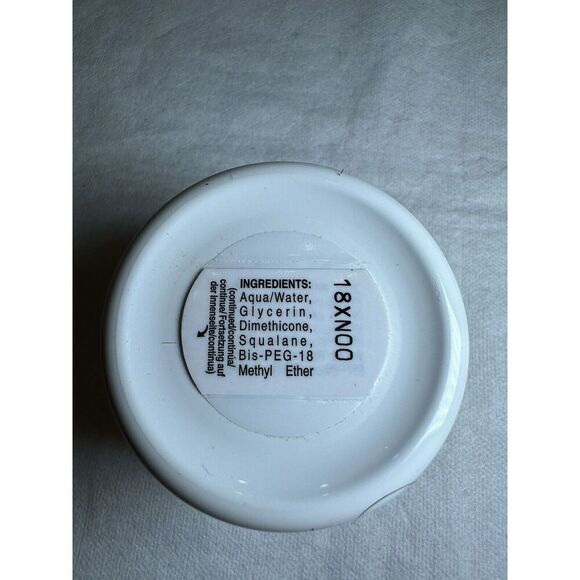 INGREDIENTS:
Aqua/Water,
Glycerin,
Dimethicone,
Squalane,
Bis-PEG-18
Methyl Ether
(continued/continúa/
continue/Fortsetzung auf
der Innenseite/continua)
18XN00